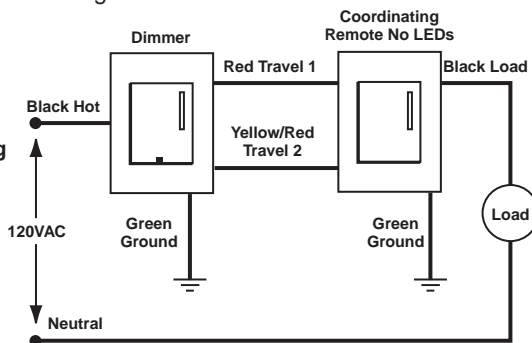 Coordinating
Remote No LEDs
Dimmer
Red Travel 1
Black Load
Black Hot
Yellow/Red
Travel 2
120VAC
Green
Ground
Green
Ground
Load
Neutral